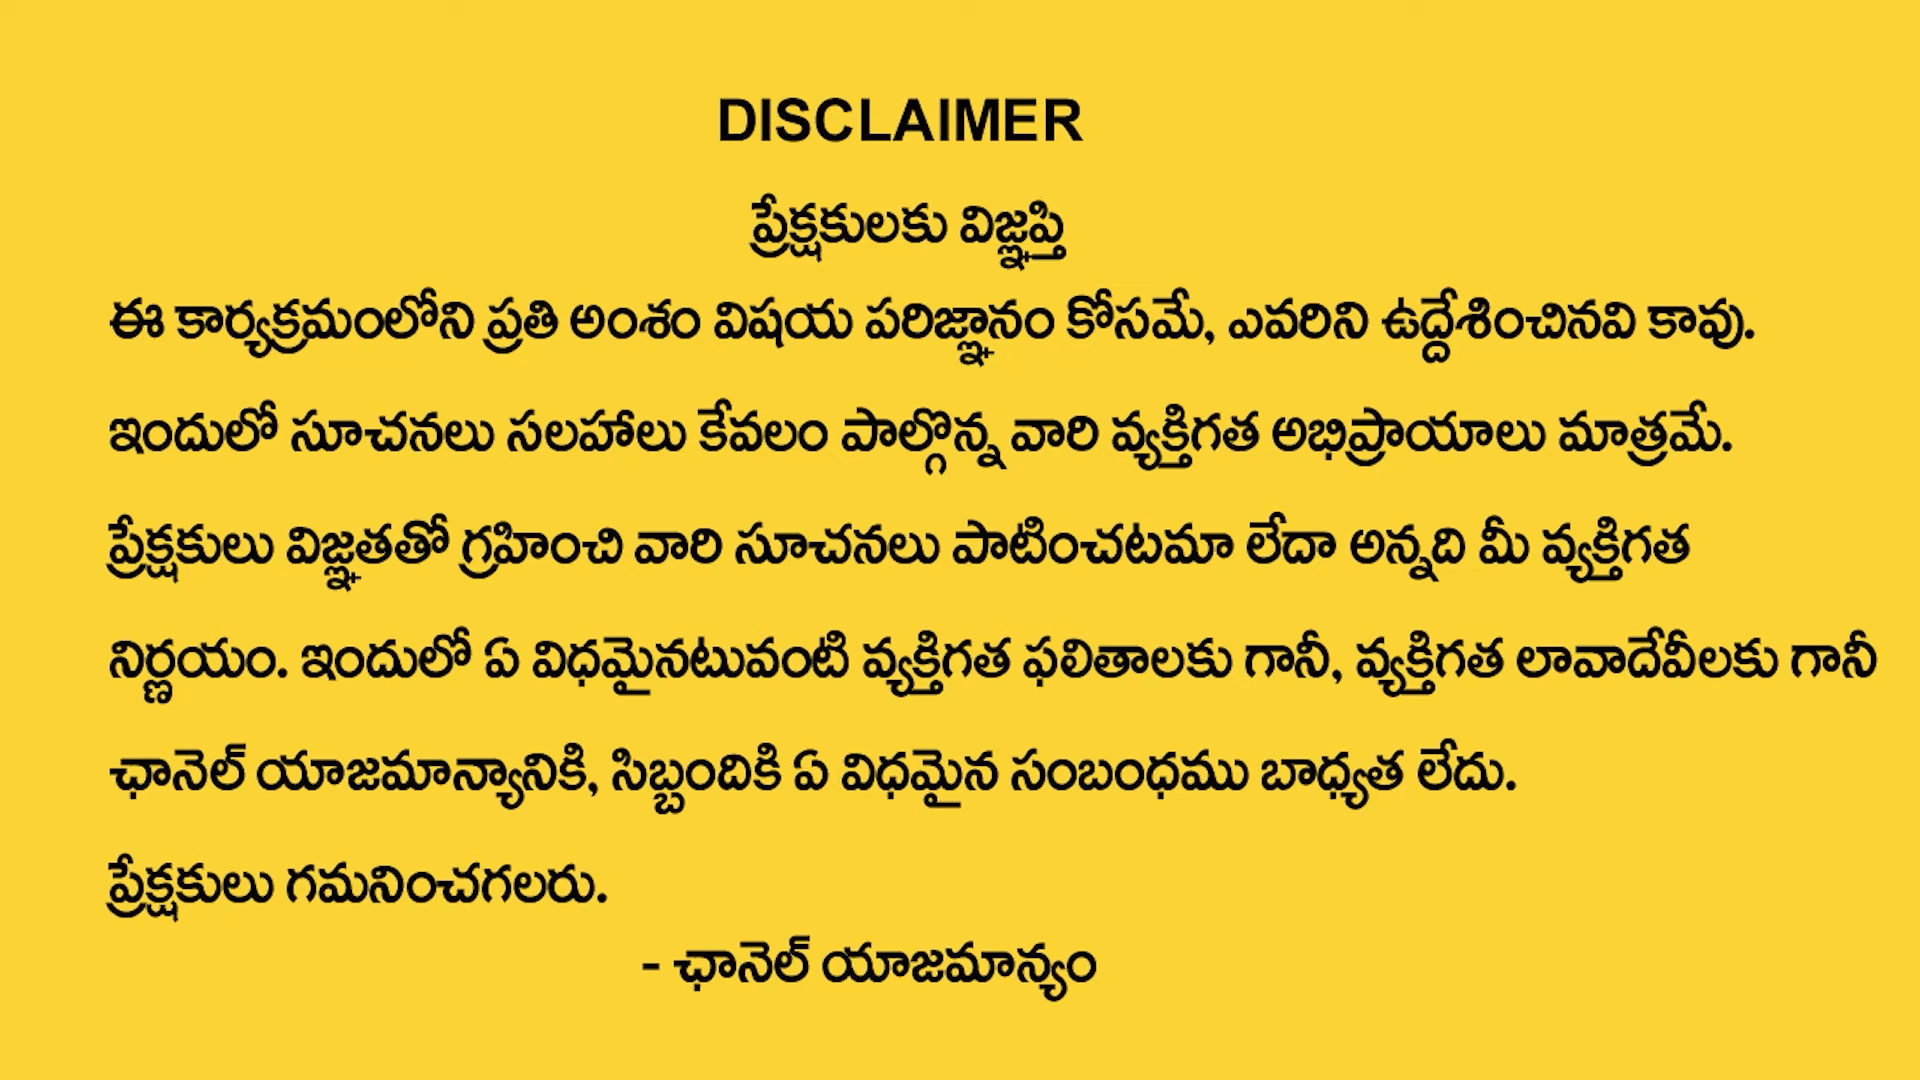 DISCLAIMER
ప్రేక్షకులకు విజ్ఞప్తి
ఈ కార్యక్రమంలోని ప్రతి అంశం విషయ పరిజ్ఞానం కోసమే, ఎవరిని ఉద్దేశించినవి కావు.
ఇందులో సూచనలు సలహాలు కేవలం పాల్గొన్న వారి వ్యక్తిగత అభిప్రాయాలు మాత్రమే.
ప్రేక్షకులు విజ్ఞతతో గ్రహించి వారి సూచనలు పాటించటమా లేదా అన్నది మీ వ్యక్తిగత
నిర్ణయం. ఇందులో ఏ విధమైనటువంటి వ్యక్తిగత ఫలితాలకు గానీ, వ్యక్తిగత లావాదేవీలకు గానీ
ఛానెల్ యాజమాన్యానికి, సిబ్బందికి ఏ విధమైన సంబంధము బాధ్యత లేదు.
ప్రేక్షకులు గమనించగలరు.
- ఛానెల్ యాజమాన్యం